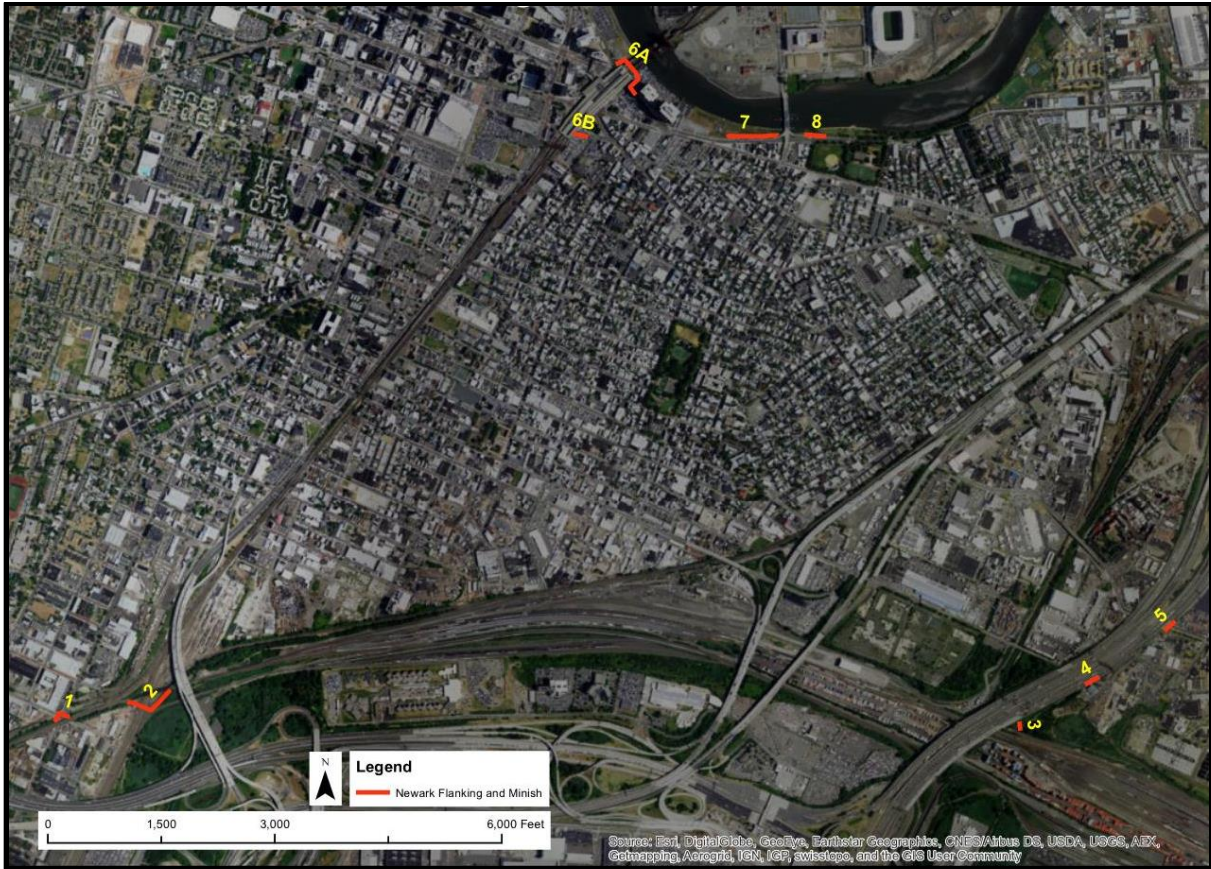 6A
6B
7
8
5
4
3
2
1
N
Legend
Newark Flanking and Minish
0 1,500 3,000 6,000 Feet
Source: Esri, DigitalGlobe, GeoEye, Earthstar Geographics, CNES/Airbus DS, USDA, USGS, AEX,
Getmapping, Aerogrid, IGN, IGP, swisstopo, and the GIS User Community